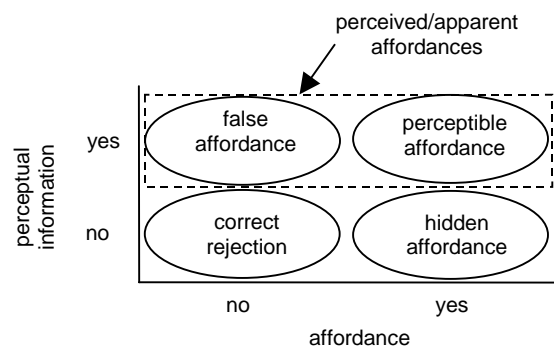 perceived/apparent
affordances
perceptual
information
yes
false
affordance
perceptible
affordance
no
correct
rejection
hidden
affordance
no
yes
affordance